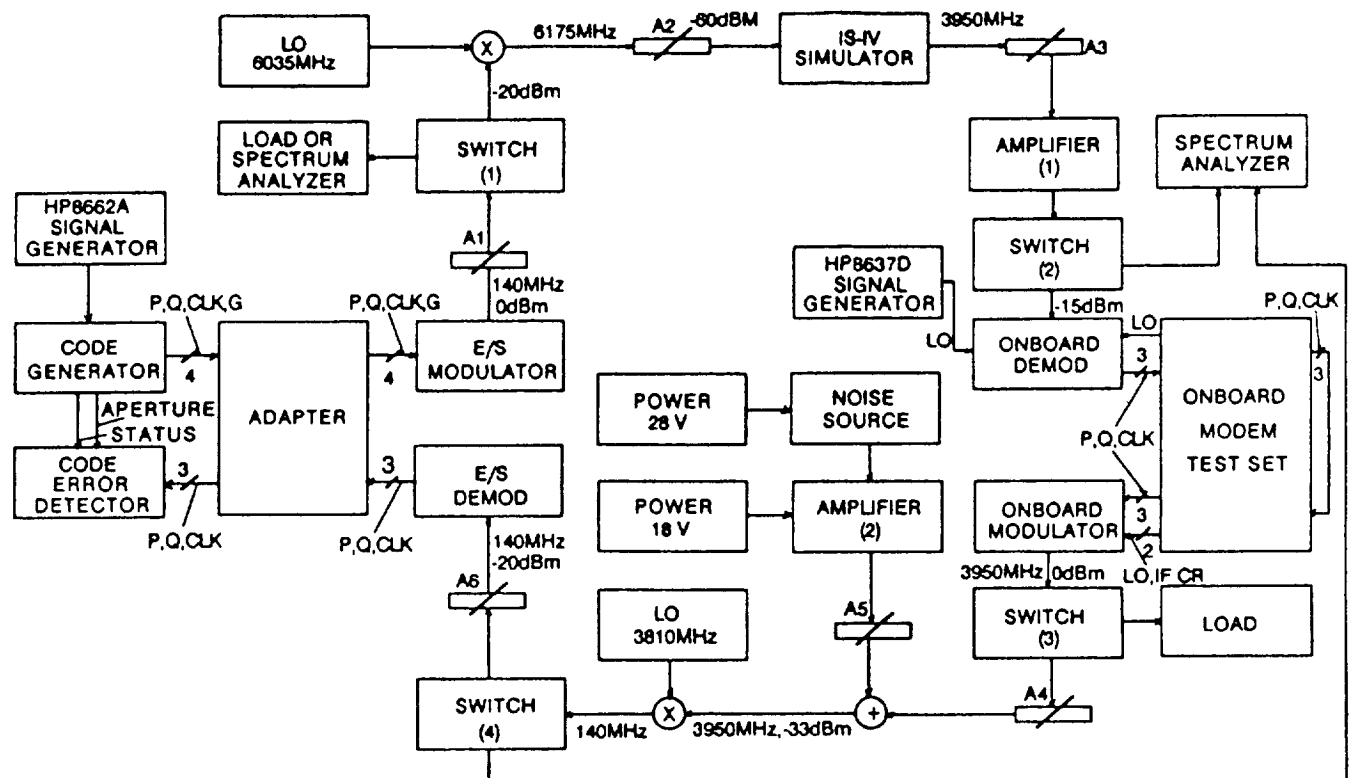 LO
6035MHz
X
6175MHz
A2
-60dBM
IS-IV
SIMULATOR
3950MHz
A3
-20dBm
LOAD OR
SPECTRUM
ANALYZER
SWITCH
(1)
AMPLIFIER
(1)
SPECTRUM
ANALYZER
HP8662A
SIGNAL
GENERATOR
A1
140MHz
0dBm
SWITCH
(2)
HP8637D
SIGNAL
GENERATOR
-15dBm
P,Q,CLK,G
P,Q,CLK,G
LO
LO
P,Q,CLK
CODE
GENERATOR
4
ADAPTER
4
E/S
MODULATOR
ONBOARD
DEMOD
3
3
APERTURE
STATUS
POWER
28 V
NOISE
SOURCE
ONBOARD
MODEM
TEST SET
P,Q,CLK
CODE
ERROR
DETECTOR
3
3
E/S
DEMOD
P,Q,CLK
P,Q,CLK
POWER
18 V
AMPLIFIER
(2)
ONBOARD
MODULATOR
3
2
LO,IF CR
140MHz
-20dBm
A6
3950MHz
0dBm
LO
3810MHz
A5
SWITCH
(3)
LOAD
A4
SWITCH
(4)
140MHz
X
3950MHz,-33dBm
+